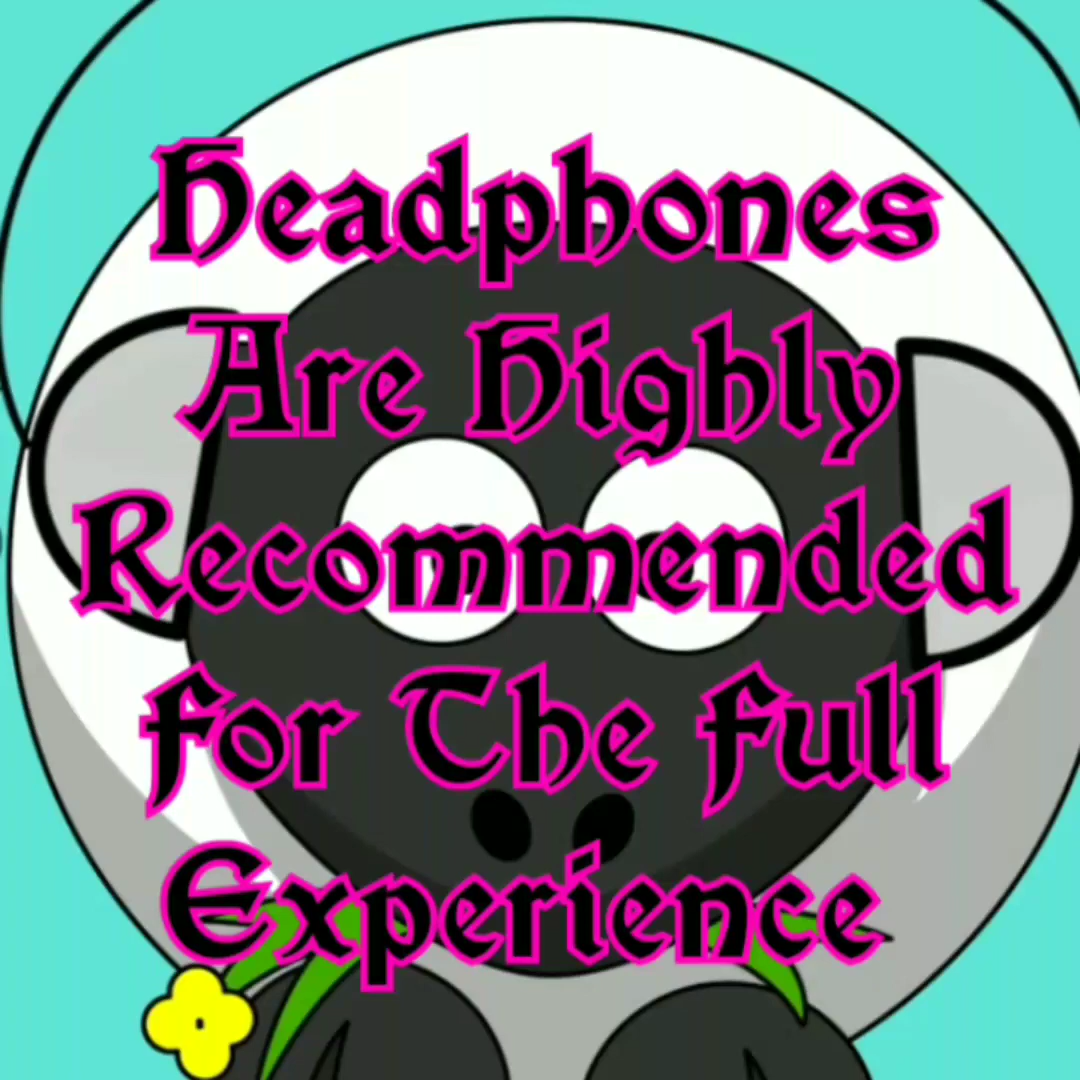 Headphones
Are Highly
Recommended
For The Full
Experience